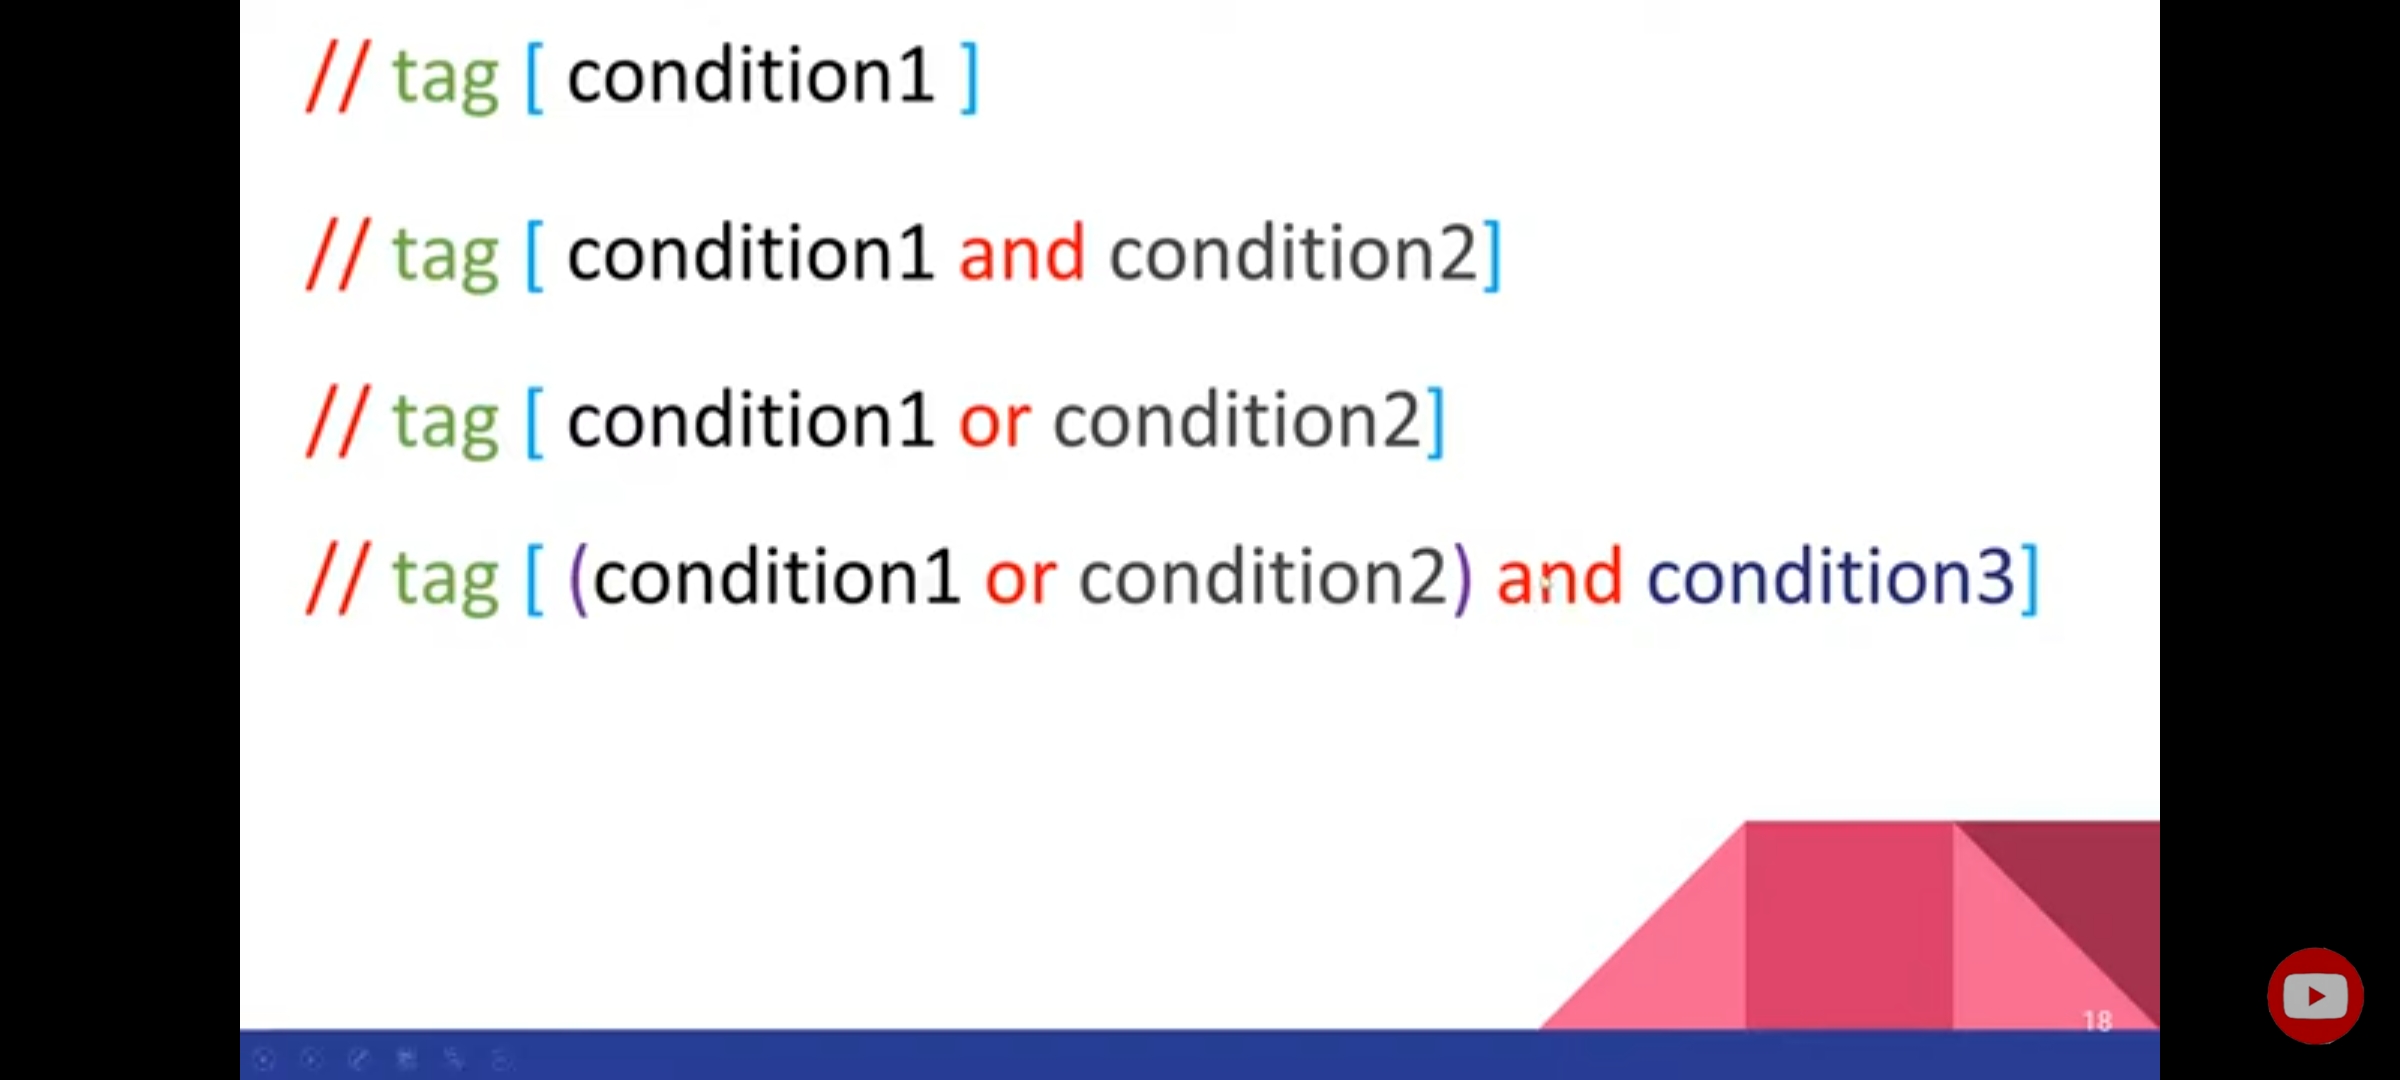 // tag [ condition1 ]
// tag [ condition1 and condition2]
// tag [ condition1 or condition2]
// tag [ (condition1 or condition2) and condition3]
18